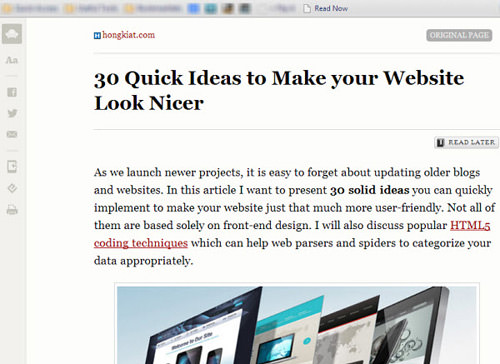 Read Now
hongkiat.com
ORIGINAL PAGE
30 Quick Ideas to Make your Website
Look Nicer
Aa
READ LATER
As we launch newer projects, it is easy to forget about updating older blogs
and websites. In this article I want to present 30 solid ideas you can quickly
implement to make your website just that much more user-friendly. Not all of
them are based solely on front-end design. I will also discuss popular HTML5
coding techniques which can help web parsers and spiders to categorize your
data appropriately.
Welcome to Our Site